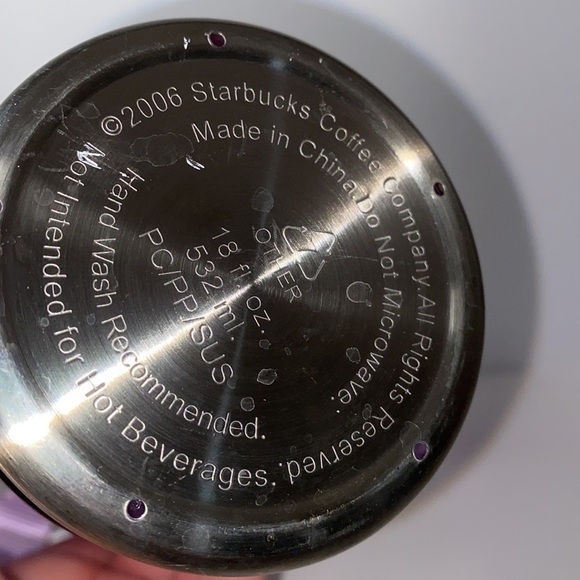 ©2006 Starbucks Coffee Company All Rights Reserved.
Made in China. Do Not Microwave.
Hand Wash Recommended.
Not Intended for Hot Beverages.
OTHER
18 fl. oz.
532 ml.
PC/PP/SUS